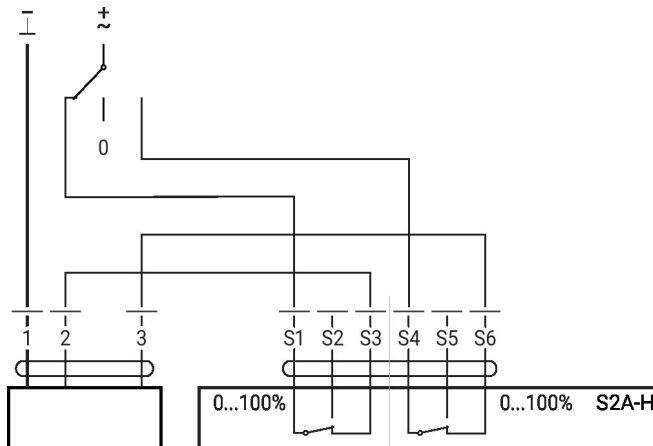 − +
⊥ ~
0
1 2 3 S1 S2 S3 S4 S5 S6
0...100% 0...100% S2A-H